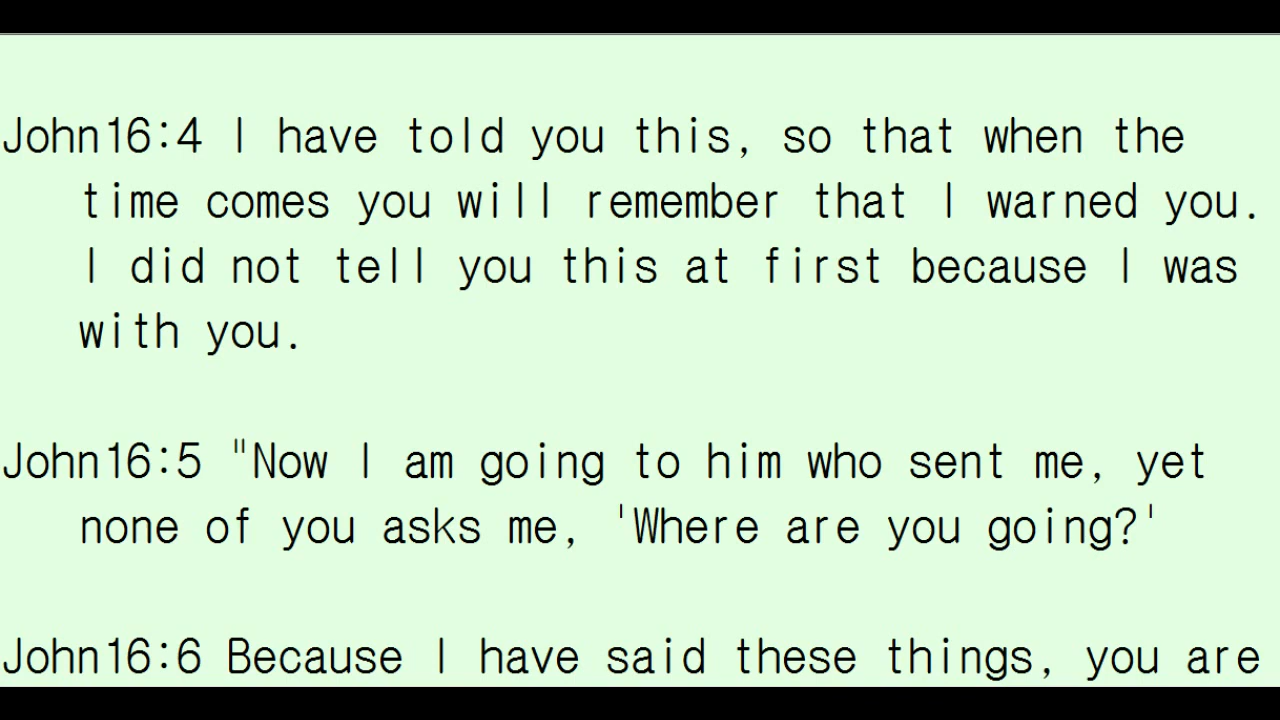 John16:4 I have told you this, so that when the
time comes you will remember that I warned you.
I did not tell you this at first because I was
with you.
John16:5 "Now I am going to him who sent me, yet
none of you asks me, 'Where are you going?'
John16:6 Because I have said these things, you are